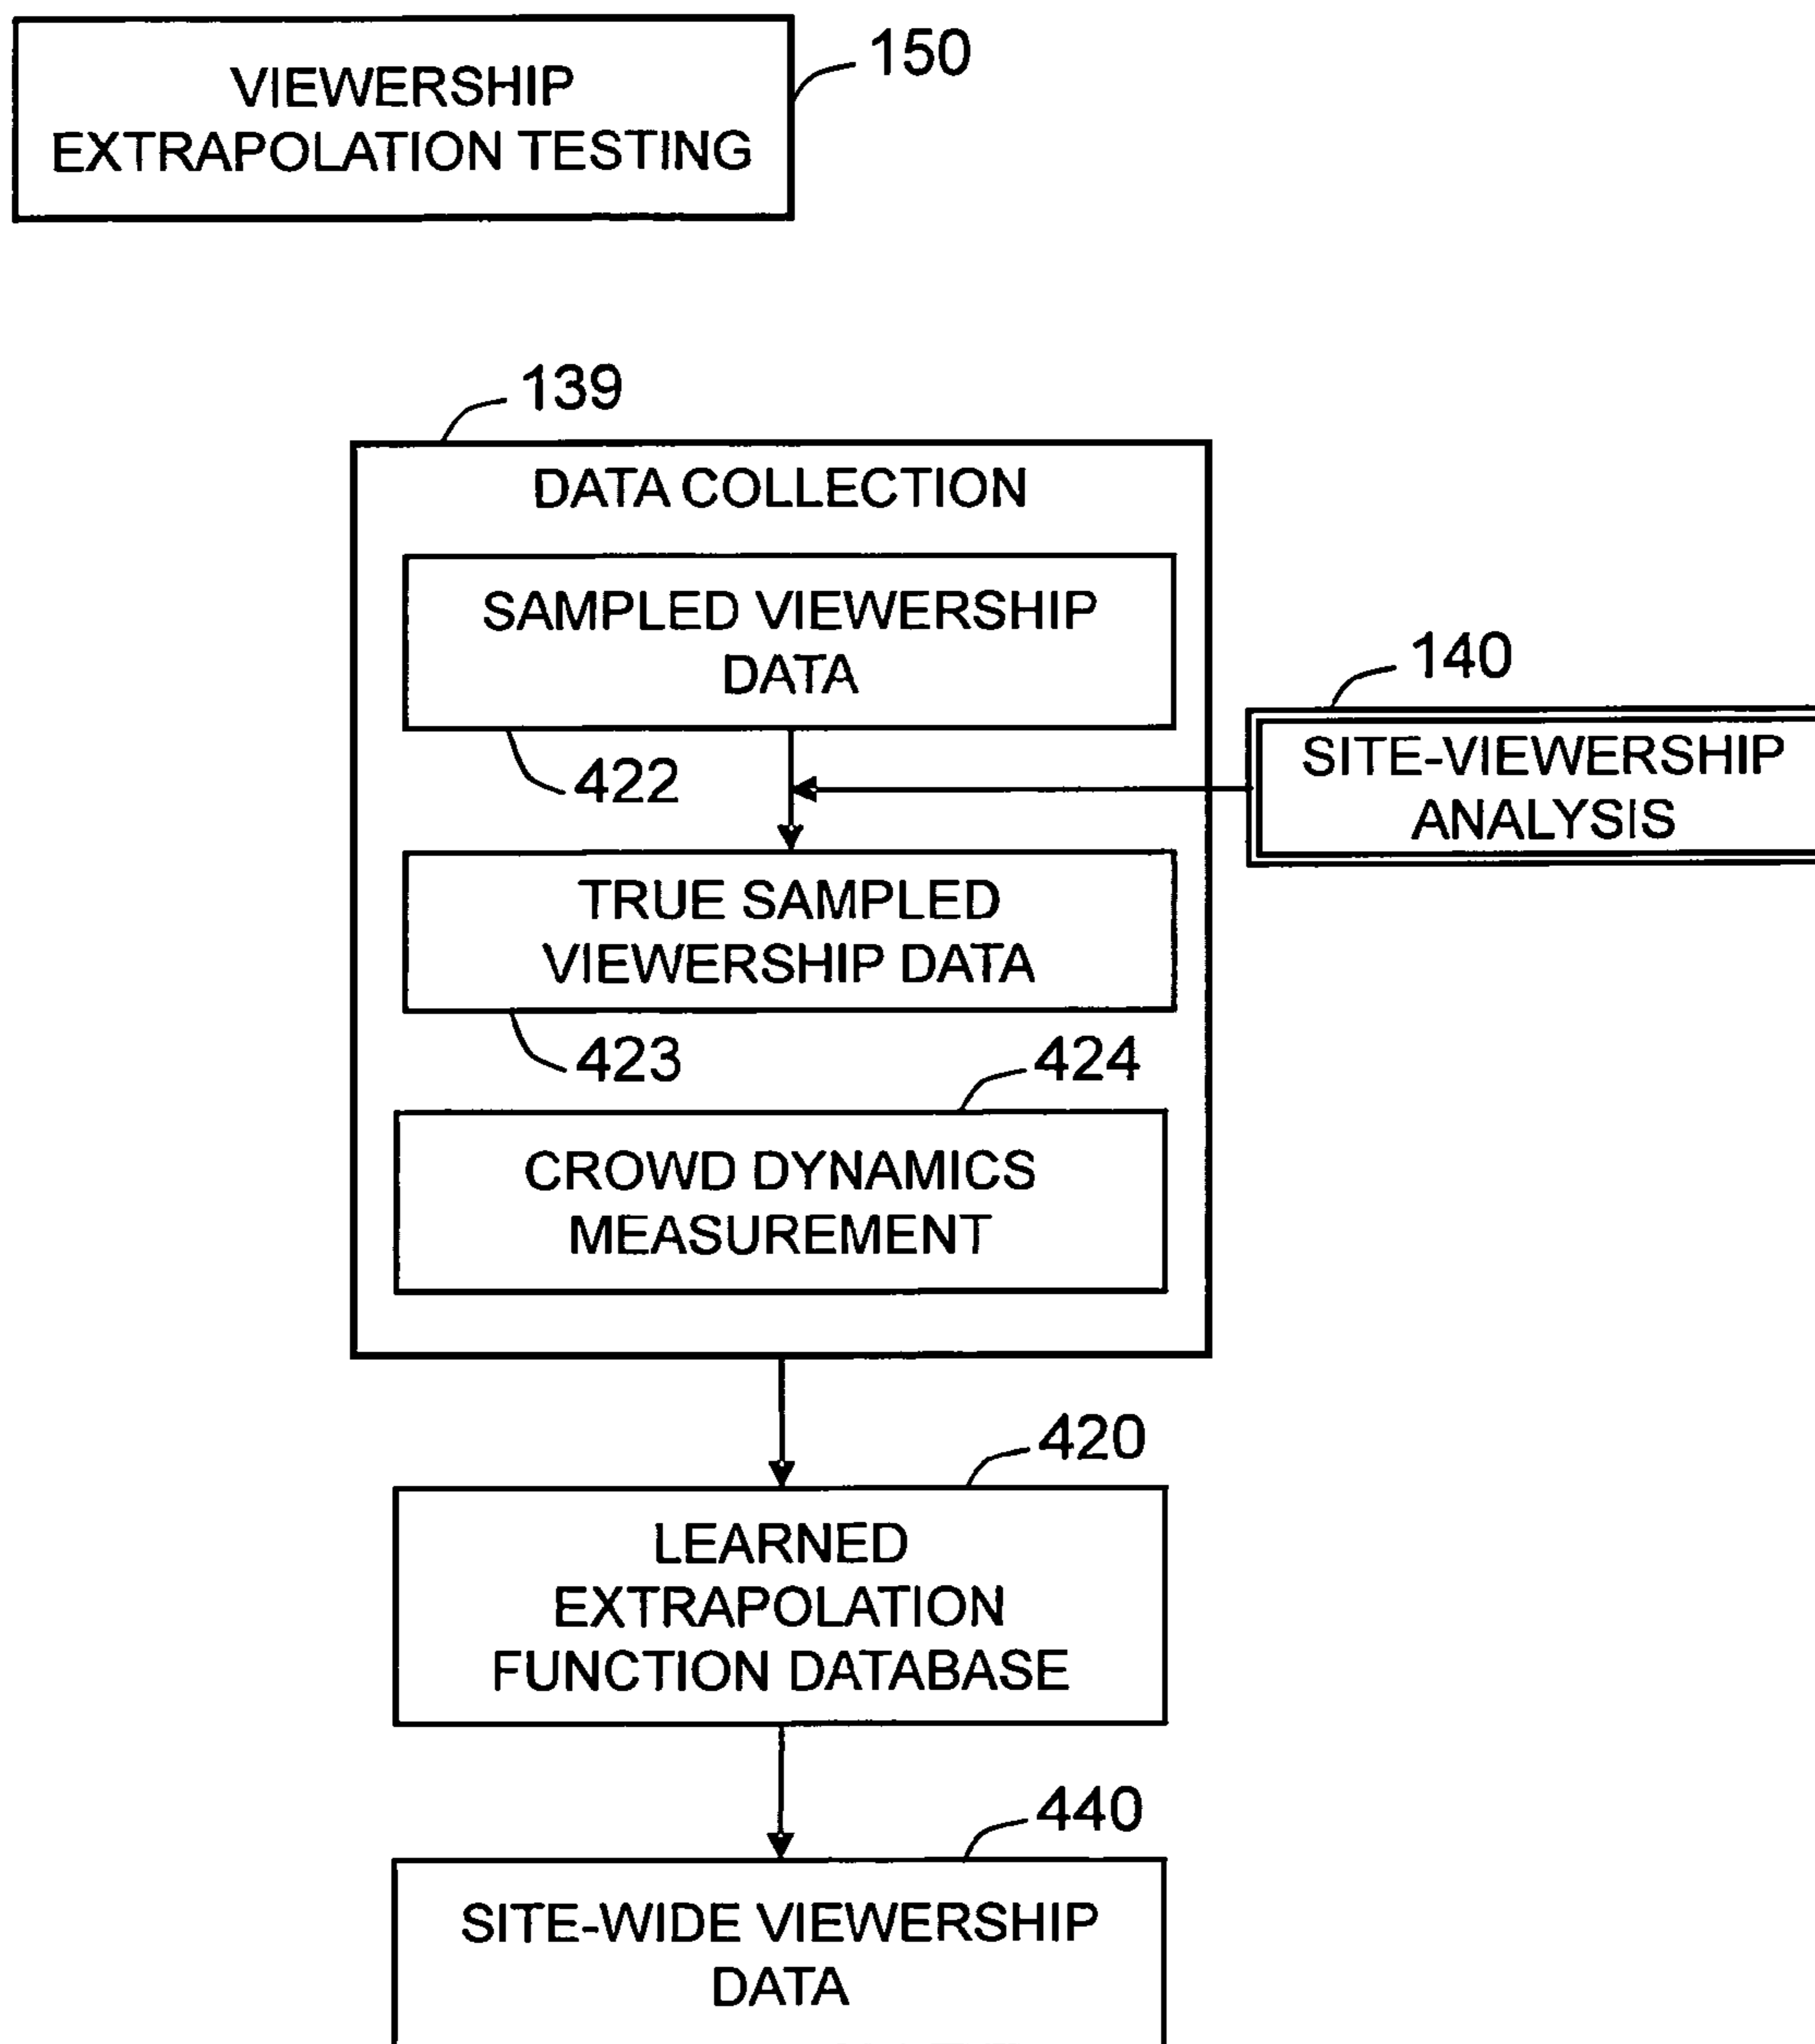 VIEWERSHIP
EXTRAPOLATION TESTING
150
139
DATA COLLECTION
SAMPLED VIEWERSHIP
DATA
422
140
SITE-VIEWERSHIP
ANALYSIS
TRUE SAMPLED
VIEWERSHIP DATA
423
424
CROWD DYNAMICS
MEASUREMENT
420
LEARNED
EXTRAPOLATION
FUNCTION DATABASE
440
SITE-WIDE VIEWERSHIP
DATA